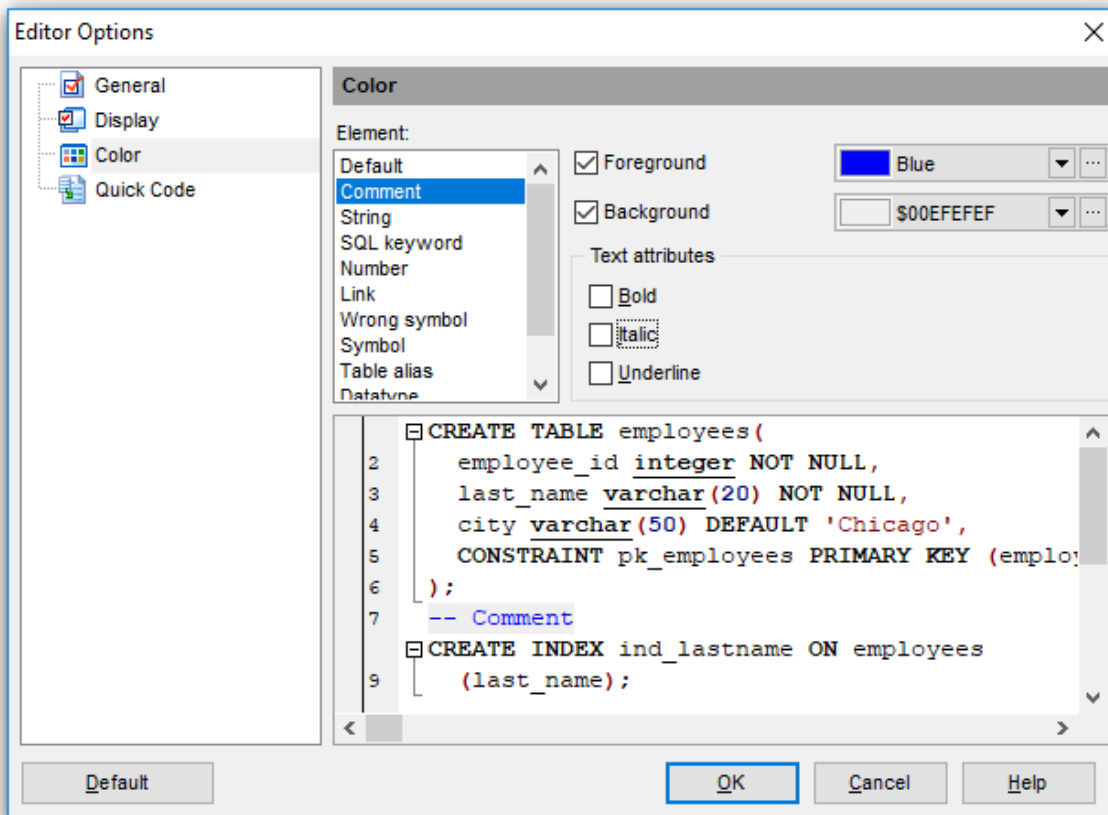 Editor Options
General
Display
Color
Quick Code
Color
Element:
Default
Comment
String
SQL keyword
Number
Link
Wrong symbol
Symbol
Table alias
Datatype
Foreground
Blue
Background
$00EFEFEF
Text attributes
Bold
Italic
Underline
CREATE TABLE employees(
2 employee_id integer NOT NULL,
3 last_name varchar(20) NOT NULL,
4 city varchar(50) DEFAULT 'Chicago',
5 CONSTRAINT pk_employees PRIMARY KEY (employ
6 );
7 -- Comment
CREATE INDEX ind_lastname ON employees
9 (last_name);
Default
OK
Cancel
Help